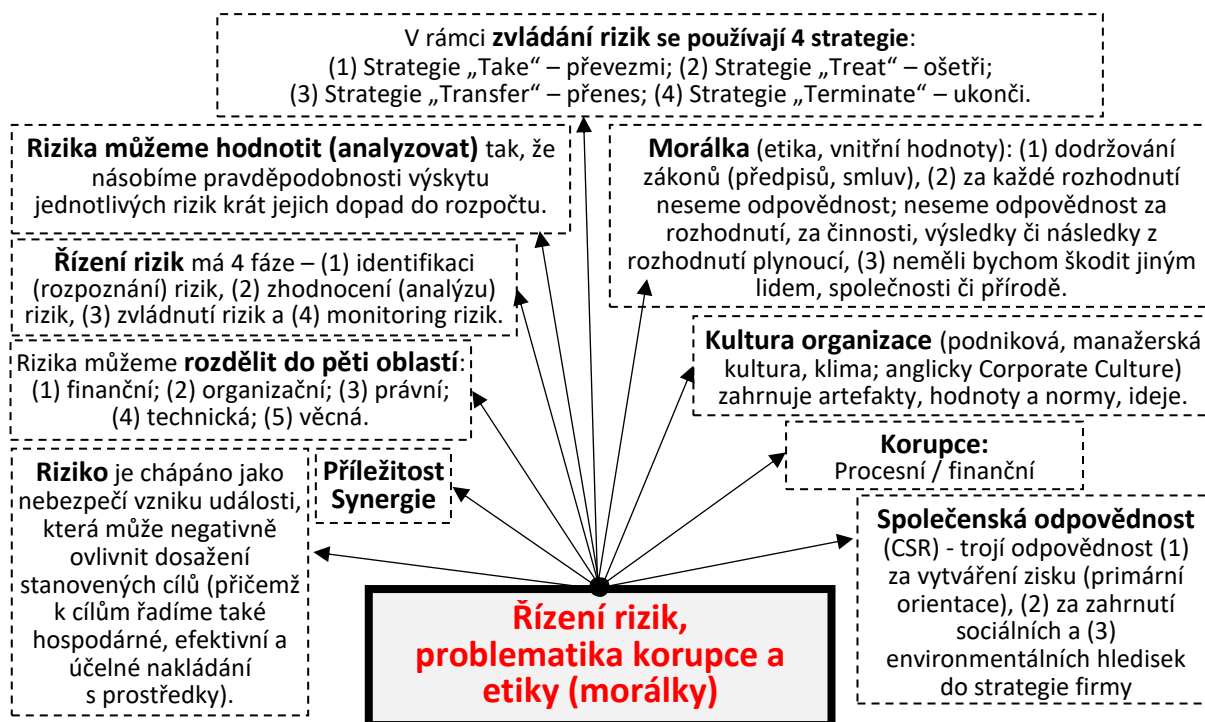 V rámci zvládání rizik se používají 4 strategie:
(1) Strategie „Take“ – převezmi; (2) Strategie „Treat“ – ošetři;
(3) Strategie „Transfer“ – přenes; (4) Strategie „Terminate“ – ukonči.
Rizika můžeme hodnotit (analyzovat) tak, že
násobíme pravděpodobnosti výskytu
jednotlivých rizik krát jejich dopad do rozpočtu.
Řízení rizik má 4 fáze – (1) identifikaci
(rozpoznání) rizik, (2) zhodnocení (analýzu)
rizik, (3) zvládnutí rizik a (4) monitoring rizik.
Rizika můžeme rozdělit do pěti oblastí:
(1) finanční; (2) organizační; (3) právní;
(4) technická; (5) věcná.
Riziko je chápáno jako
nebezpečí vzniku události,
která může negativně
ovlivnit dosažení
stanovených cílů (přičemž
k cílům řadíme také
hospodárné, efektivní a
účelné nakládání
s prostředky).
Příležitost
Synergie
Morálka (etika, vnitřní hodnoty): (1) dodržování
zákonů (předpisů, smluv), (2) za každé rozhodnutí
neseme odpovědnost; neseme odpovědnost za
rozhodnutí, za činnosti, výsledky či následky z
rozhodnutí plynoucí, (3) neměli bychom škodit jiným
lidem, společnosti či přírodě.
Kultura organizace (podniková, manažerská
kultura, klima; anglicky Corporate Culture)
zahrnuje artefakty, hodnoty a normy, ideje.
Korupce:
Procesní / finanční
Společenská odpovědnost
(CSR) - trojí odpovědnost (1)
za vytváření zisku (primární
orientace), (2) za zahrnutí
sociálních a (3)
environmentálních hledisek
do strategie firmy
Řízení rizik,
problematika korupce a
etiky (morálky)